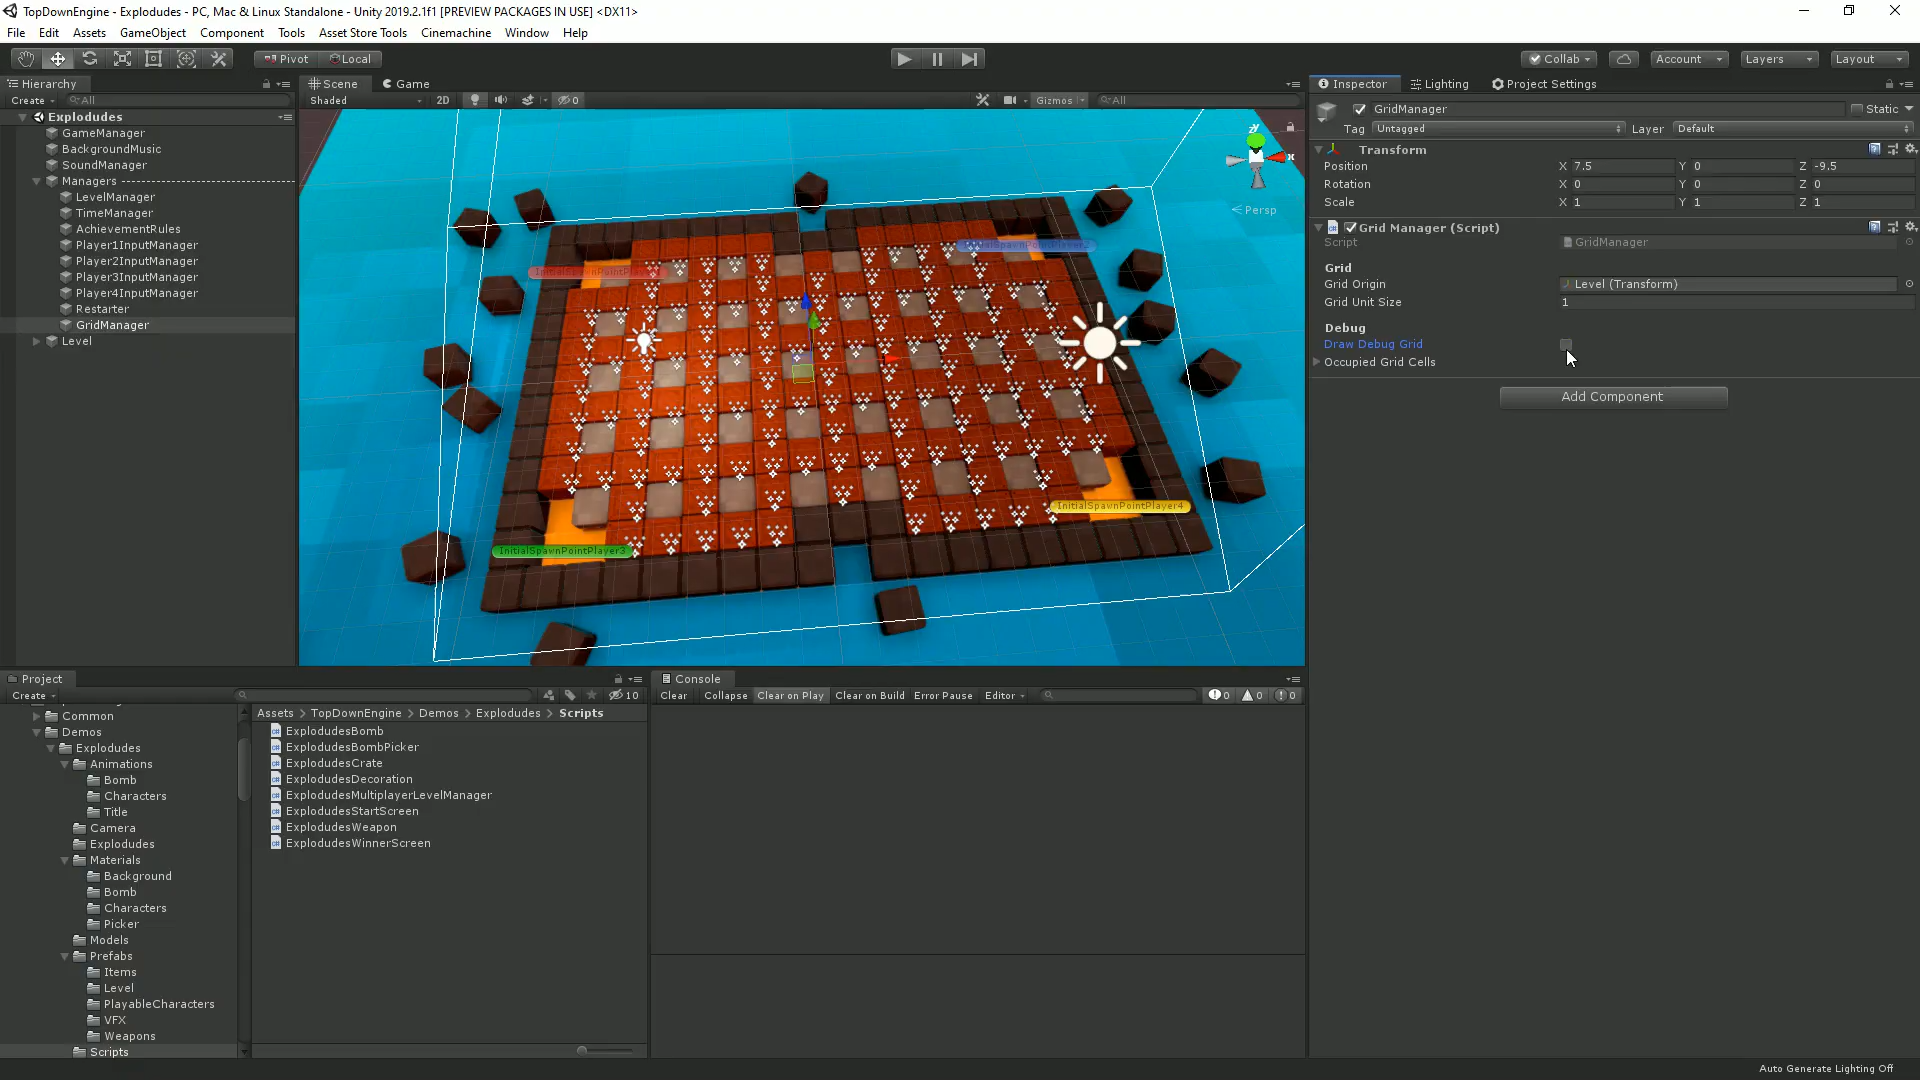 TopDownEngine - Explodudes - PC, Mac & Linux Standalone - Unity 2019.2.1f1 [PREVIEW PACKAGES IN USE] <DX11>
File Edit Assets GameObject Component Tools Asset Store Tools Cinemachine Window Help
Pivot Local
Collab Account Layers Layout
Hierarchy
Create All
Explodudes
GameManager
BackgroundMusic
SoundManager
Managers --------------------------------
LevelManager
TimeManager
AchievementRules
Player1InputManager
Player2InputManager
Player3InputManager
Player4InputManager
Restarter
GridManager
Level
Scene Game
Shaded 2D 0 Gizmos All
y
x
Persp
InitialSpawnPointPlayer2
InitialSpawnPointPlayer4
InitialSpawnPointPlayer3
Inspector Lighting Project Settings
GridManager Static
Tag Untagged Layer Default
Transform
Position X 7.5 Y 0 Z -9.5
Rotation X 0 Y 0 Z 0
Scale X 1 Y 1 Z 1
Grid Manager (Script)
Script GridManager
Grid
Grid Origin Level (Transform)
Grid Unit Size 1
Debug
Draw Debug Grid
Occupied Grid Cells
Add Component
Project
Create 10
Common
Demos
Explodudes
Animations
Bomb
Characters
Title
Camera
Explodudes
Materials
Background
Bomb
Characters
Picker
Models
Prefabs
Items
Level
PlayableCharacters
VFX
Weapons
Scripts
Assets > TopDownEngine > Demos > Explodudes > Scripts
ExplodudesBomb
ExplodudesBombPicker
ExplodudesCrate
ExplodudesDecoration
ExplodudesMultiplayerLevelManager
ExplodudesStartScreen
ExplodudesWeapon
ExplodudesWinnerScreen
Console
Clear Collapse Clear on Play Clear on Build Error Pause Editor 0 0 0
Auto Generate Lighting Off